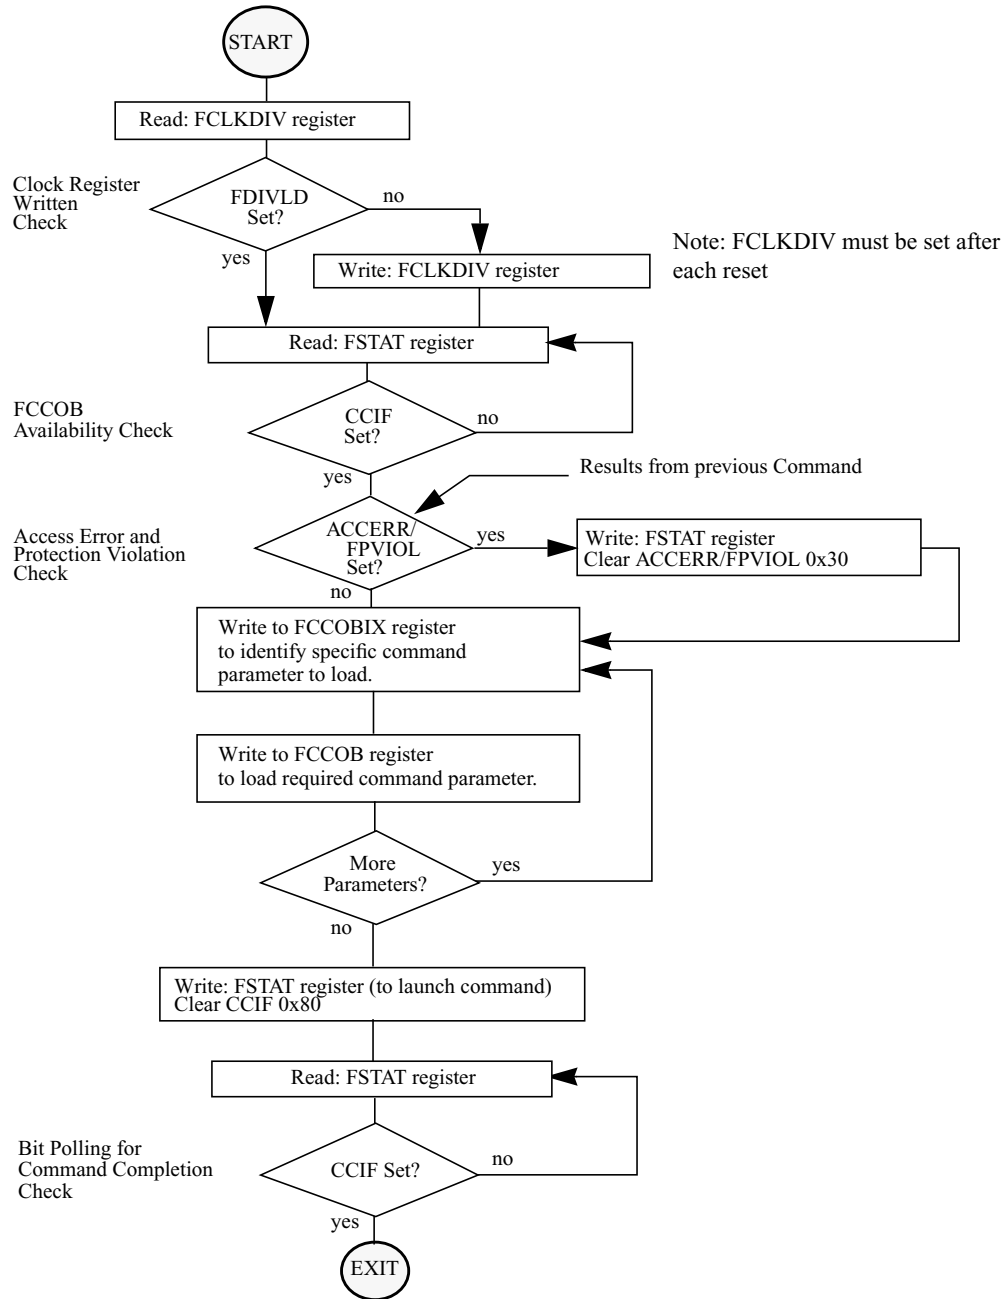 START
Read: FCLKDIV register
Clock Register
Written
Check
FDIVLD
Set?
no
yes
Write: FCLKDIV register
Note: FCLKDIV must be set after
each reset
Read: FSTAT register
FCCOB
Availability Check
CCIF
Set?
no
yes
Results from previous Command
Access Error and
Protection Violation
Check
ACCERR/
FPVIOL
Set?
yes
no
Write: FSTAT register
Clear ACCERR/FPVIOL 0x30
Write to FCCOBIX register
to identify specific command
parameter to load.
Write to FCCOB register
to load required command parameter.
More
Parameters?
yes
no
Write: FSTAT register (to launch command)
Clear CCIF 0x80
Read: FSTAT register
Bit Polling for
Command Completion
Check
CCIF Set?
no
yes
EXIT